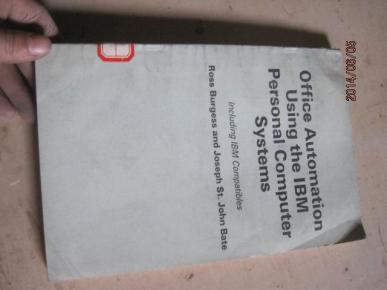 Office Automation
Using the IBM
Personal Computer
Systems
Including IBM Compatibles
Ross Burgess and Joseph St. John Bate
2014/03/05